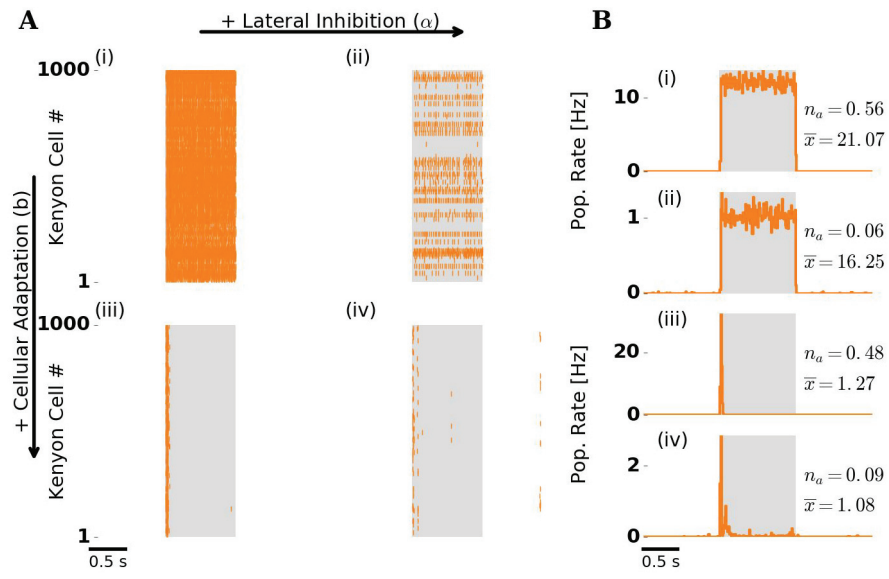 A
+ Lateral Inhibition (α)
+ Cellular Adaptation (b)
(i)
1000
Kenyon Cell #
1
(ii)
(iii)
1000
Kenyon Cell #
1
0.5 s
(iv)
B
Pop. Rate [Hz]
(i)
10
0
n_a = 0.56
x̅ = 21.07
(ii)
1
0
n_a = 0.06
x̅ = 16.25
Pop. Rate [Hz]
(iii)
20
0
n_a = 0.48
x̅ = 1.27
(iv)
2
0
n_a = 0.09
x̅ = 1.08
0.5 s